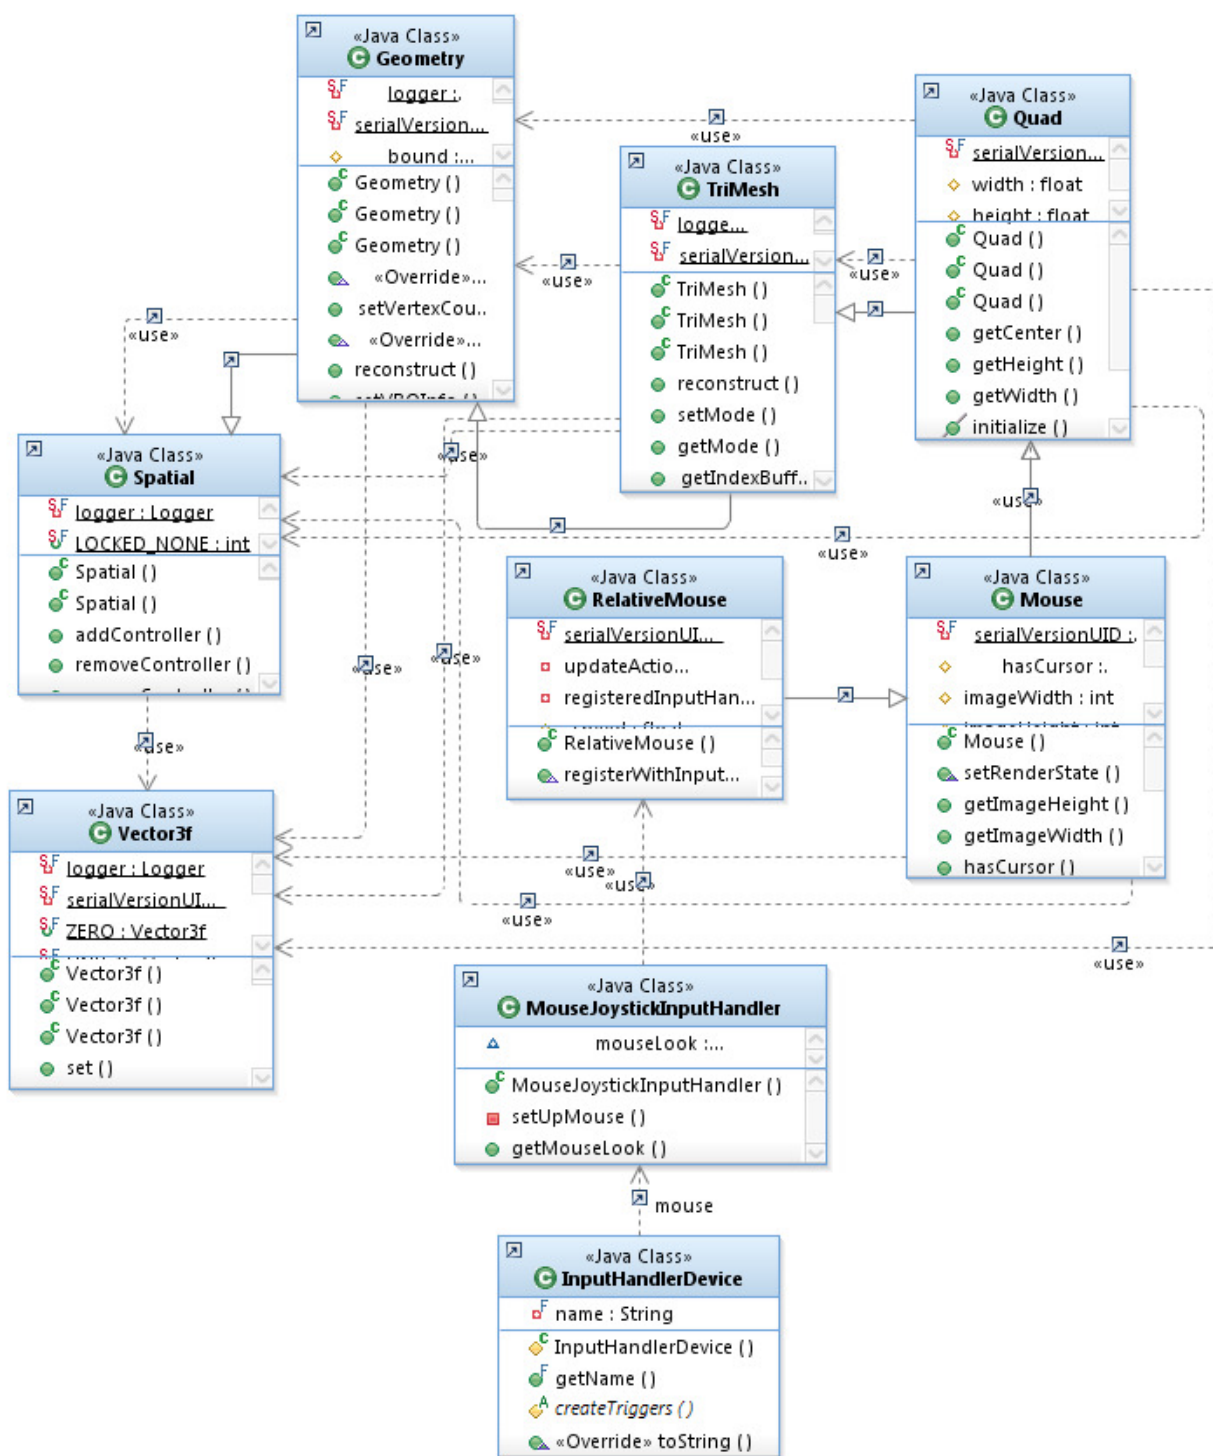 «Java Class»
Geometry
logger :.
serialVersion...
bound :...
Geometry ( )
Geometry ( )
Geometry ( )
«Override»...
setVertexCou..
«Override»...
reconstruct ( )
«Java Class»
Quad
serialVersion...
width : float
height : float
Quad ( )
Quad ( )
Quad ( )
getCenter ( )
getHeight ( )
getWidth ( )
initialize ( )
«use»
«Java Class»
TriMesh
logge...
serialVersion...
TriMesh ( )
TriMesh ( )
TriMesh ( )
reconstruct ( )
setMode ( )
getMode ( )
getIndexBuff..
«use»
«use»
«use»
«use»
«use»
«use»
«Java Class»
Spatial
logger : Logger
LOCKED_NONE : int
Spatial ( )
Spatial ( )
addController ( )
removeController ( )
«Java Class»
RelativeMouse
serialVersionUI...
updateActio...
registeredInputHan...
RelativeMouse ( )
registerWithInput...
«Java Class»
Mouse
serialVersionUID :.
hasCursor :.
imageWidth : int
imageHeight : int
Mouse ( )
setRenderState ( )
getImageHeight ( )
getImageWidth ( )
hasCursor ( )
«use»
«use»
«use»
«Java Class»
Vector3f
logger : Logger
serialVersionUI...
ZERO : Vector3f
Vector3f ( )
Vector3f ( )
Vector3f ( )
set ( )
«use»
«use»
«use»
«use»
«Java Class»
MouseJoystickInputHandler
mouseLook :...
MouseJoystickInputHandler ( )
setUpMouse ( )
getMouseLook ( )
mouse
«Java Class»
InputHandlerDevice
name : String
InputHandlerDevice ( )
getName ( )
createTriggers ( )
«Override» toString ( )